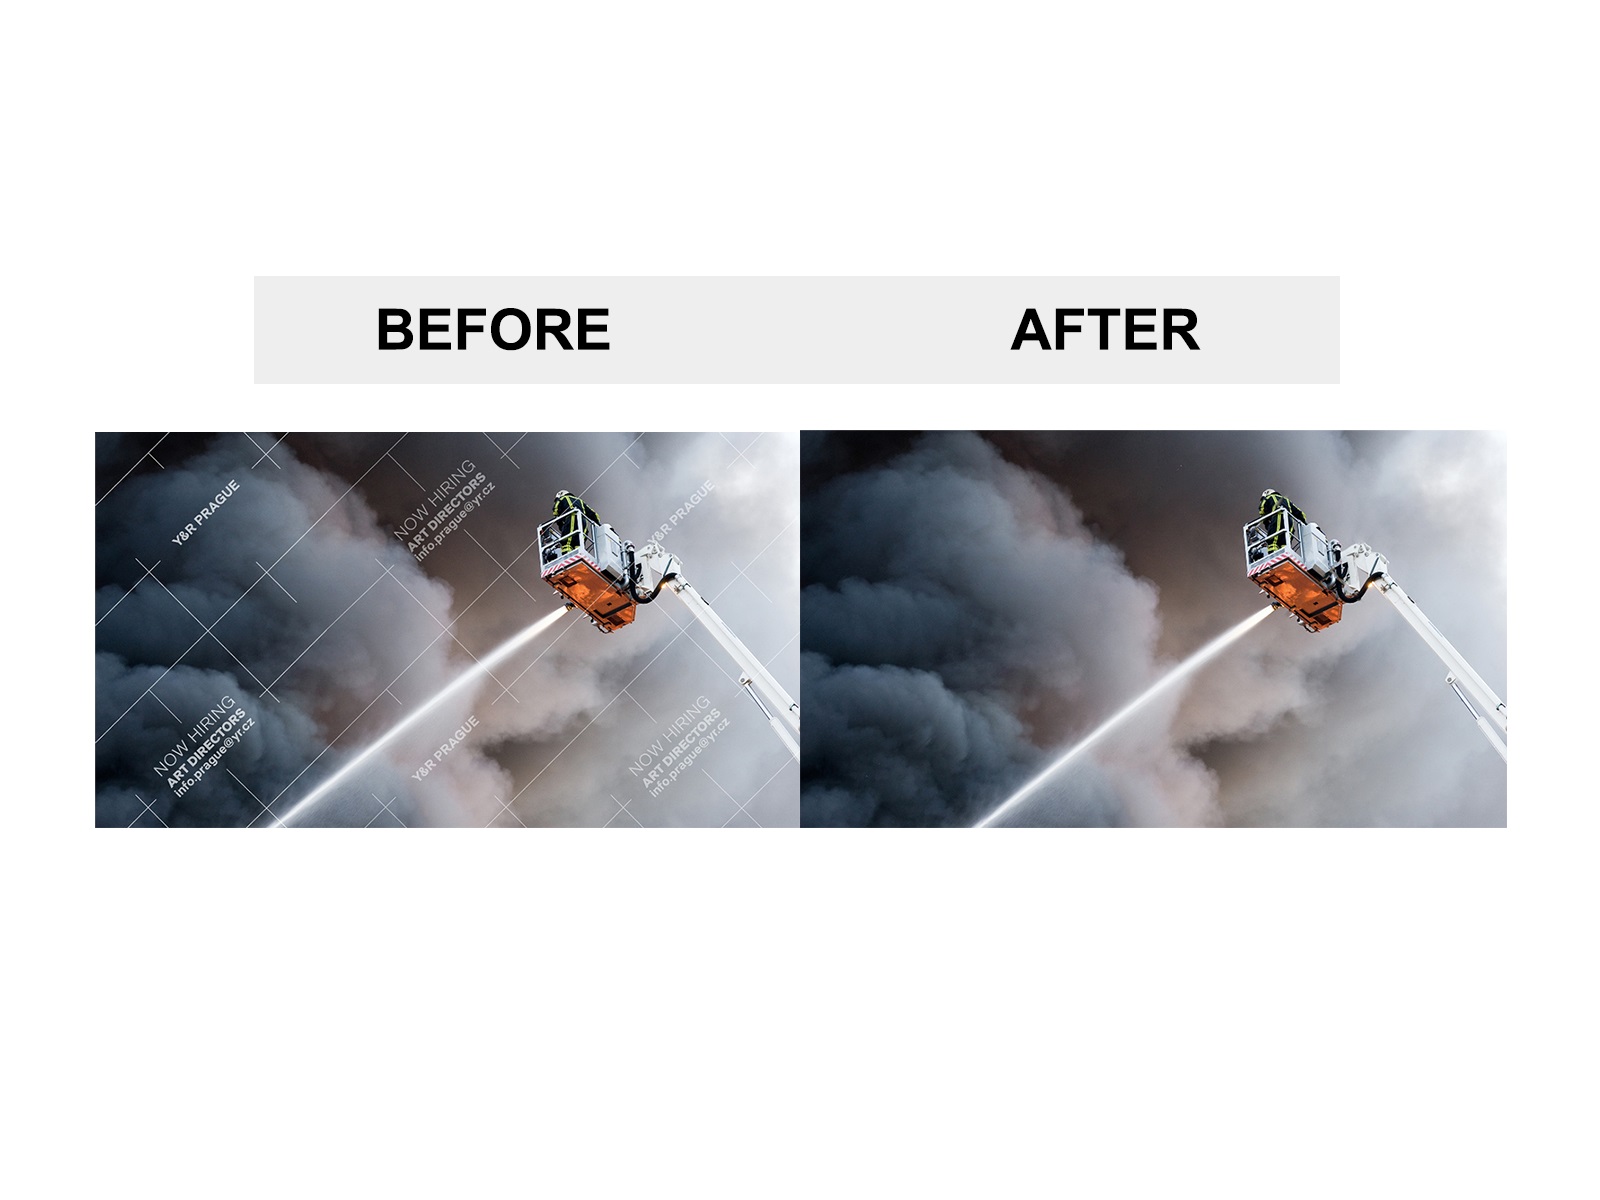 BEFORE
AFTER
Y&R PRAGUE
NOW HIRING
ART DIRECTORS
info.prague@yr.cz
Y&R PRAGUE
NOW HIRING
ART DIRECTORS
info.prague@yr.cz
Y&R PRAGUE
NOW HIRING
ART DIRECTORS
info.prague@yr.cz